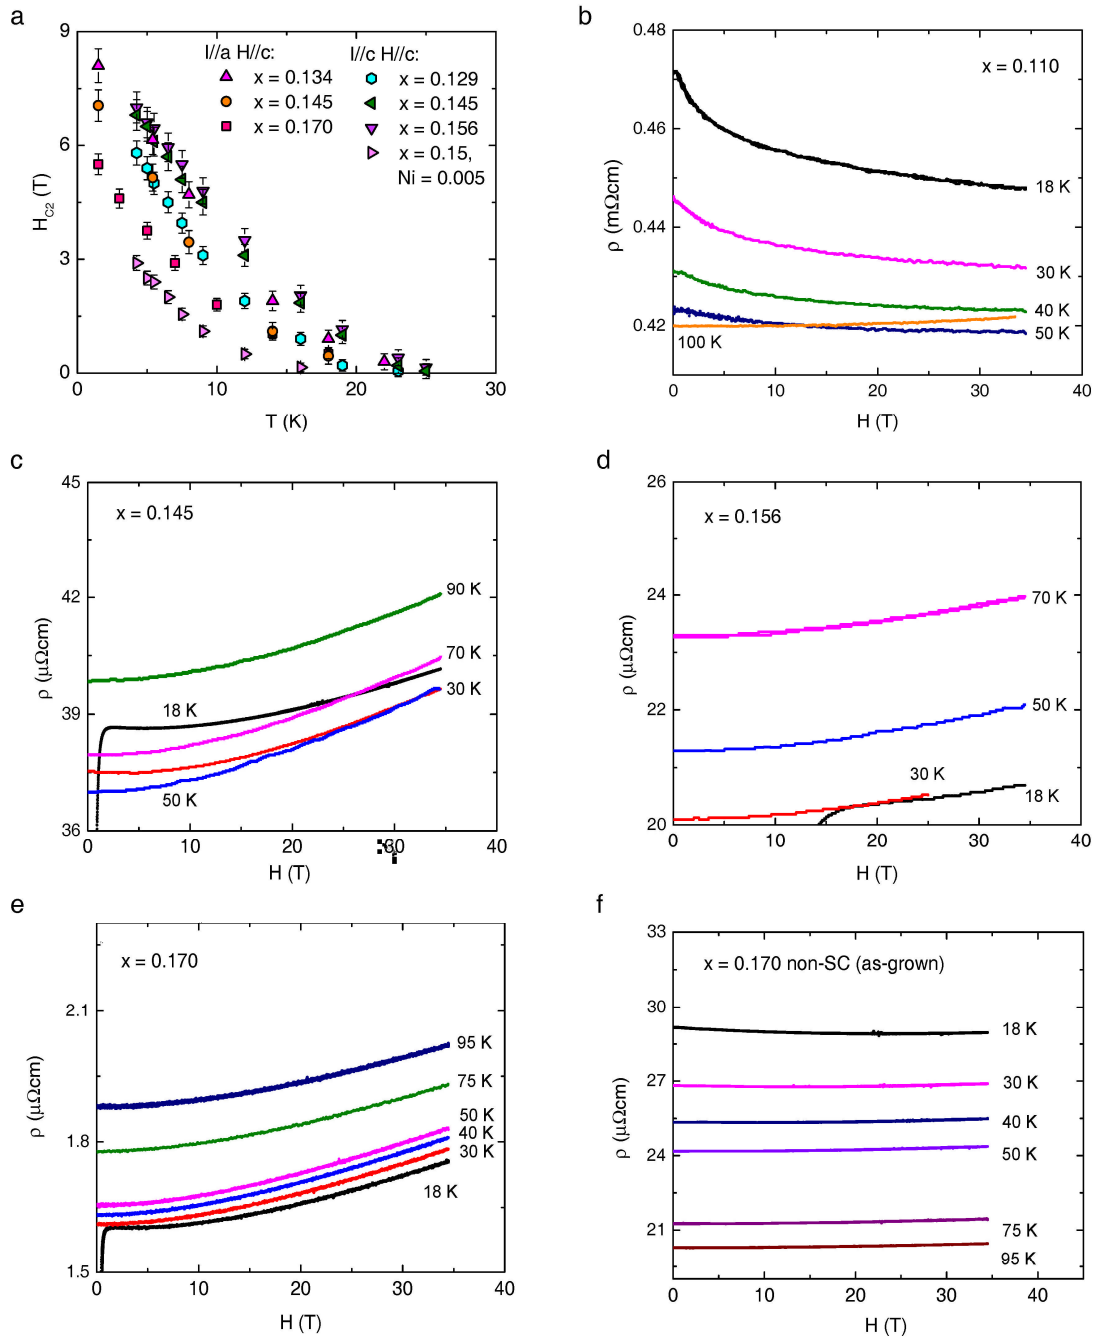 a
9
6
3
0
0
10
20
30
H_C2 (T)
T (K)
I//a H//c:
x = 0.134
x = 0.145
x = 0.170
I//c H//c:
x = 0.129
x = 0.145
x = 0.156
x = 0.15,
Ni = 0.005
b
0.48
0.46
0.44
0.42
0
10
20
30
40
ρ (mΩcm)
H (T)
x = 0.110
18 K
30 K
40 K
50 K
100 K
c
45
42
39
36
0
10
20
30
40
ρ (μΩcm)
H (T)
x = 0.145
90 K
70 K
18 K
30 K
50 K
d
26
24
22
20
0
10
20
30
40
ρ (μΩcm)
H (T)
x = 0.156
70 K
50 K
30 K
18 K
e
2.1
1.8
1.5
0
10
20
30
40
ρ (μΩcm)
H (T)
x = 0.170
95 K
75 K
50 K
40 K
30 K
18 K
f
33
30
27
24
21
0
10
20
30
40
ρ (μΩcm)
H (T)
x = 0.170 non-SC (as-grown)
18 K
30 K
40 K
50 K
75 K
95 K